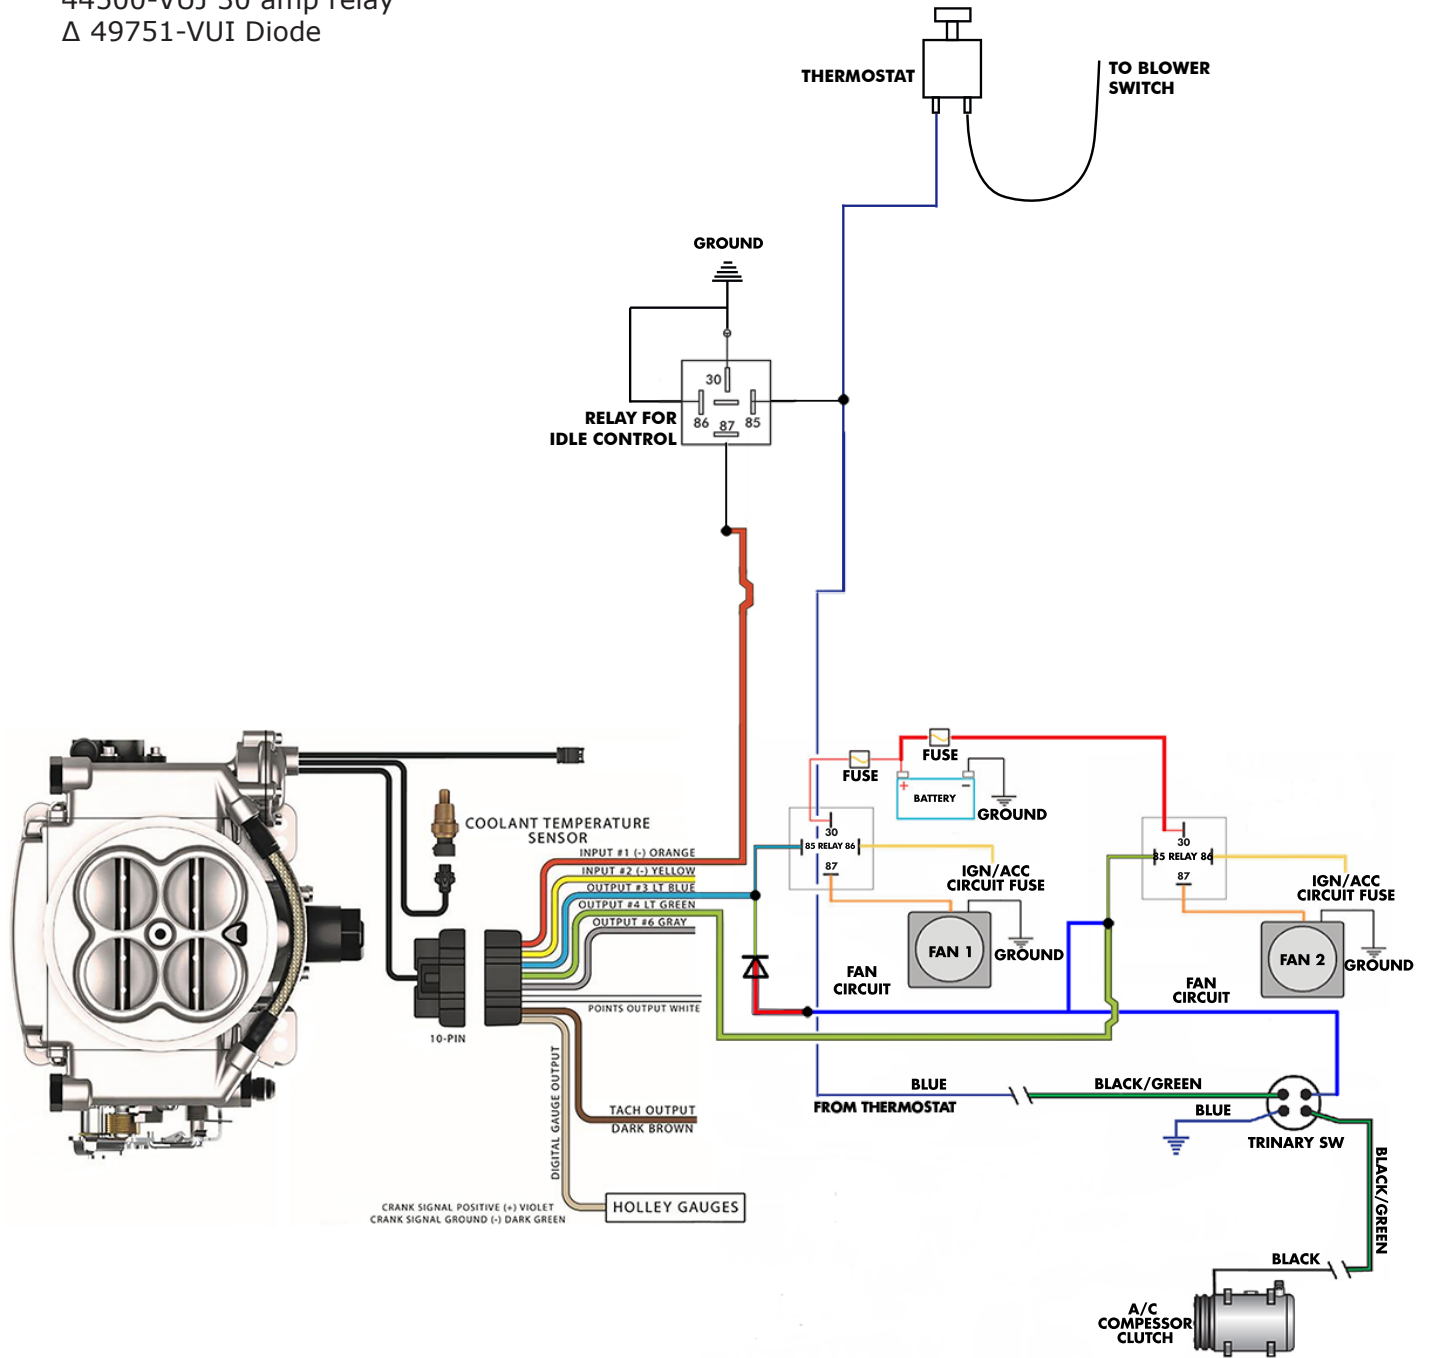 44500-VUJ 30 amp relay
Δ 49751-VUI Diode
THERMOSTAT
TO BLOWER
SWITCH
GROUND
30
86
87
85
RELAY FOR
IDLE CONTROL
FUSE
FUSE
+
-
BATTERY
GROUND
30
85 RELAY 86
87
IGN/ACC
CIRCUIT FUSE
FAN 1
GROUND
FAN
CIRCUIT
30
85 RELAY 86
87
IGN/ACC
CIRCUIT FUSE
FAN 2
GROUND
FAN
CIRCUIT
COOLANT TEMPERATURE
SENSOR
INPUT #1 (-) ORANGE
INPUT #2 (-) YELLOW
OUTPUT #3 LT BLUE
OUTPUT #4 LT GREEN
OUTPUT #6 GRAY
POINTS OUTPUT WHITE
10-PIN
DIGITAL GAUGE OUTPUT
TACH OUTPUT
DARK BROWN
CRANK SIGNAL POSITIVE (+) VIOLET
CRANK SIGNAL GROUND (-) DARK GREEN
HOLLEY GAUGES
BLUE
FROM THERMOSTAT
BLACK/GREEN
BLUE
TRINARY SW
BLACK/GREEN
BLACK
A/C
COMPESSOR
CLUTCH